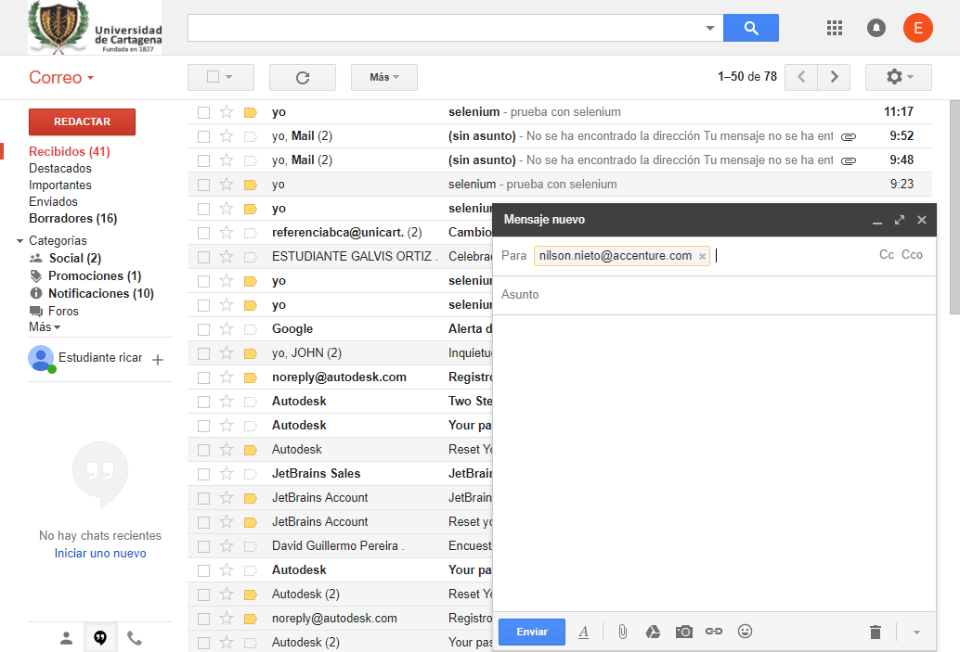 Universidad
de Cartagena
Fundada en 1827
E
Correo
Más
1–50 de 78
REDACTAR
Recibidos (41)
Destacados
Importantes
Enviados
Borradores (16)
Categorías
Social (2)
Promociones (1)
Notificaciones (10)
Foros
Más
Estudiante ricar
No hay chats recientes
Iniciar uno nuevo
yo selenium - prueba con selenium 11:17
yo, Mail (2) (sin asunto) - No se ha encontrado la dirección Tu mensaje no se ha ent 9:52
yo, Mail (2) (sin asunto) - No se ha encontrado la dirección Tu mensaje no se ha ent 9:48
yo selenium - prueba con selenium 9:23
yo seleniu
referenciabca@unicart. (2) Cambio
ESTUDIANTE GALVIS ORTIZ . Celebrac
yo seleniu
yo seleniu
Google Alerta d
yo, JOHN (2) Inquietu
noreply@autodesk.com Registro
Autodesk Two Ste
Autodesk Your pa
Autodesk Reset Yo
JetBrains Sales JetBrain
JetBrains Account JetBrain
JetBrains Account Reset yo
David Guillermo Pereira . Encuest
Autodesk Your pa
Autodesk (2) Reset Yo
noreply@autodesk.com Registro
Autodesk (2) Your pas
Mensaje nuevo
Para nilson.nieto@accenture.com × Cc Cco
Asunto
Enviar A